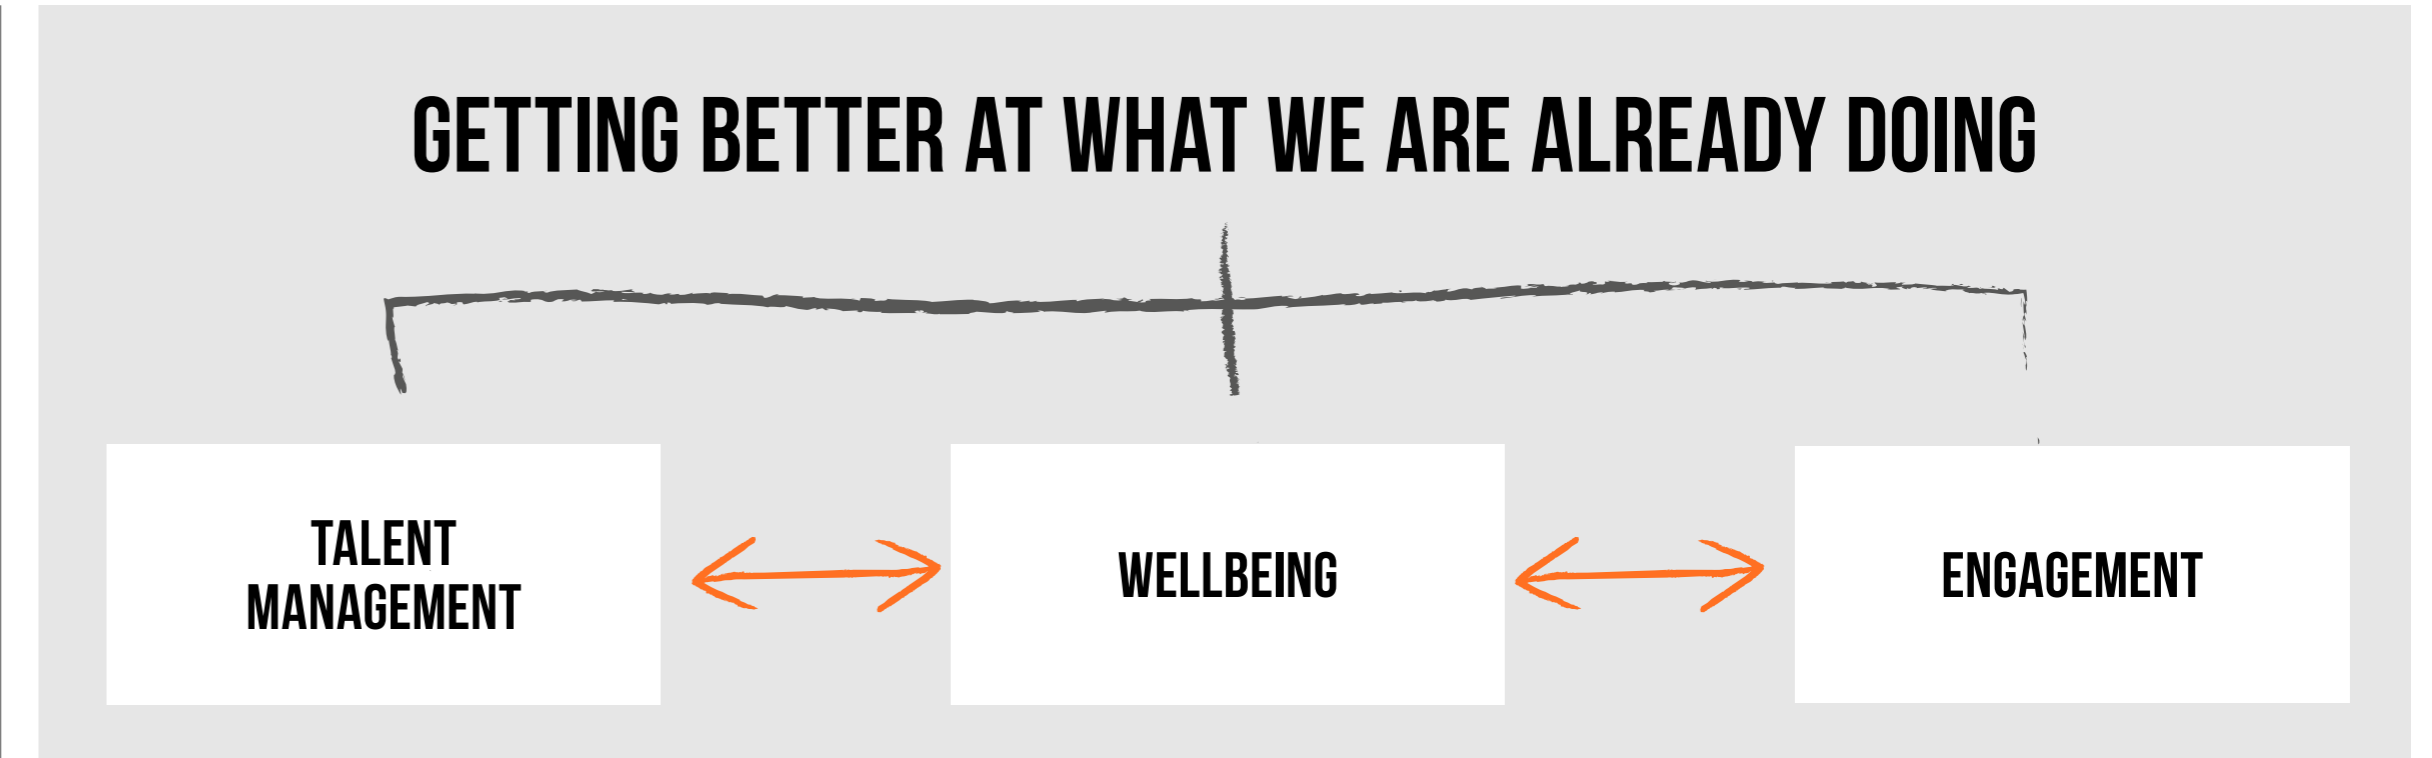 GETTING BETTER AT WHAT WE ARE ALREADY DOING
TALENT
MANAGEMENT
WELLBEING
ENGAGEMENT